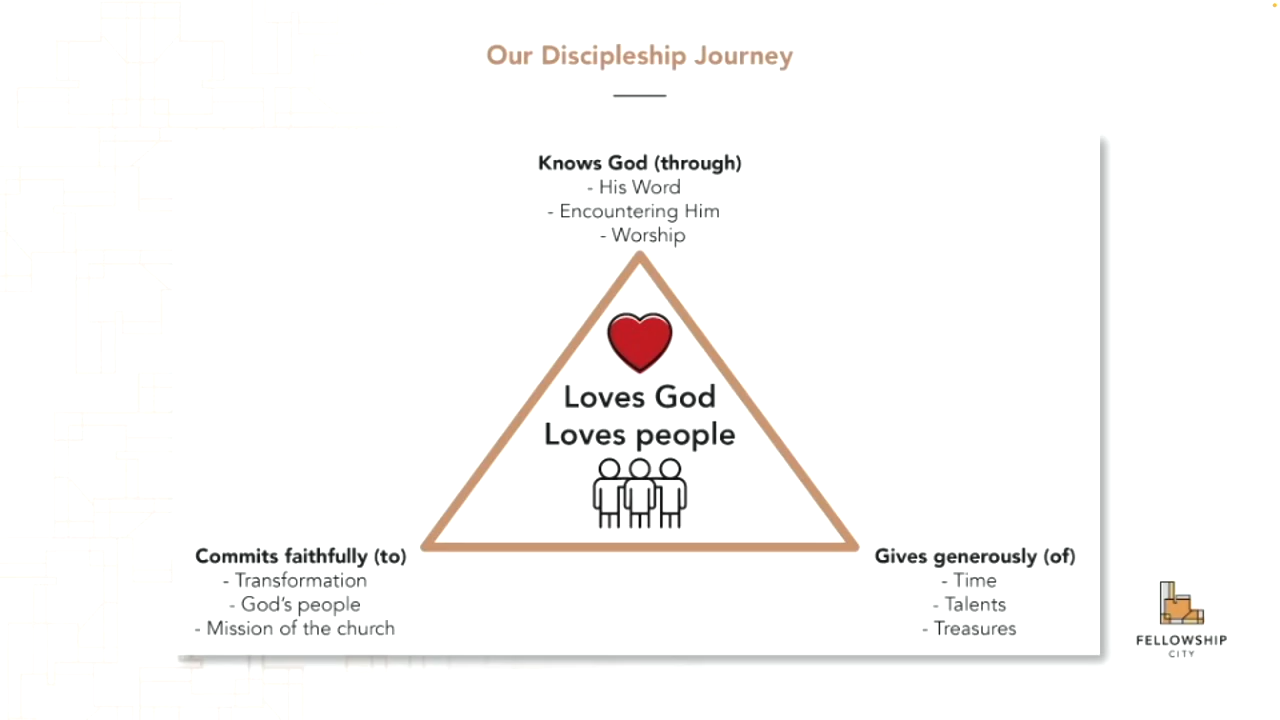 Our Discipleship Journey
Knows God (through)
- His Word
- Encountering Him
- Worship
Loves God
Loves people
Commits faithfully (to)
- Transformation
- God's people
- Mission of the church
Gives generously (of)
- Time
- Talents
- Treasures
FELLOWSHIP
CITY